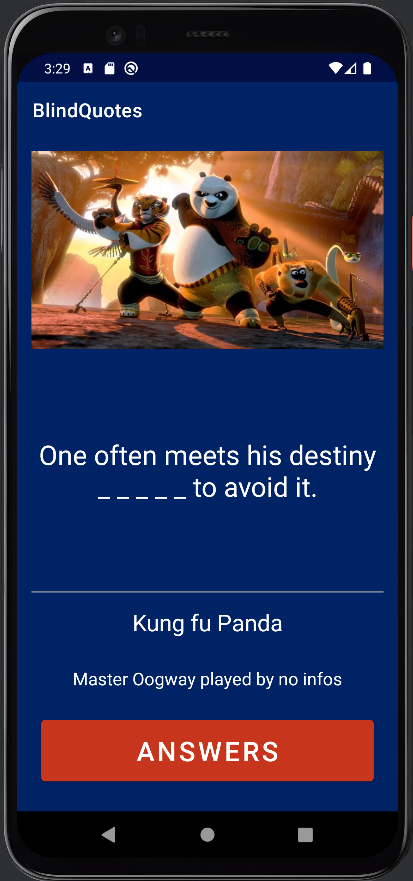 3:29
BlindQuotes
One often meets his destiny
_ _ _ _ _ to avoid it.
Kung fu Panda
Master Oogway played by no infos
ANSWERS